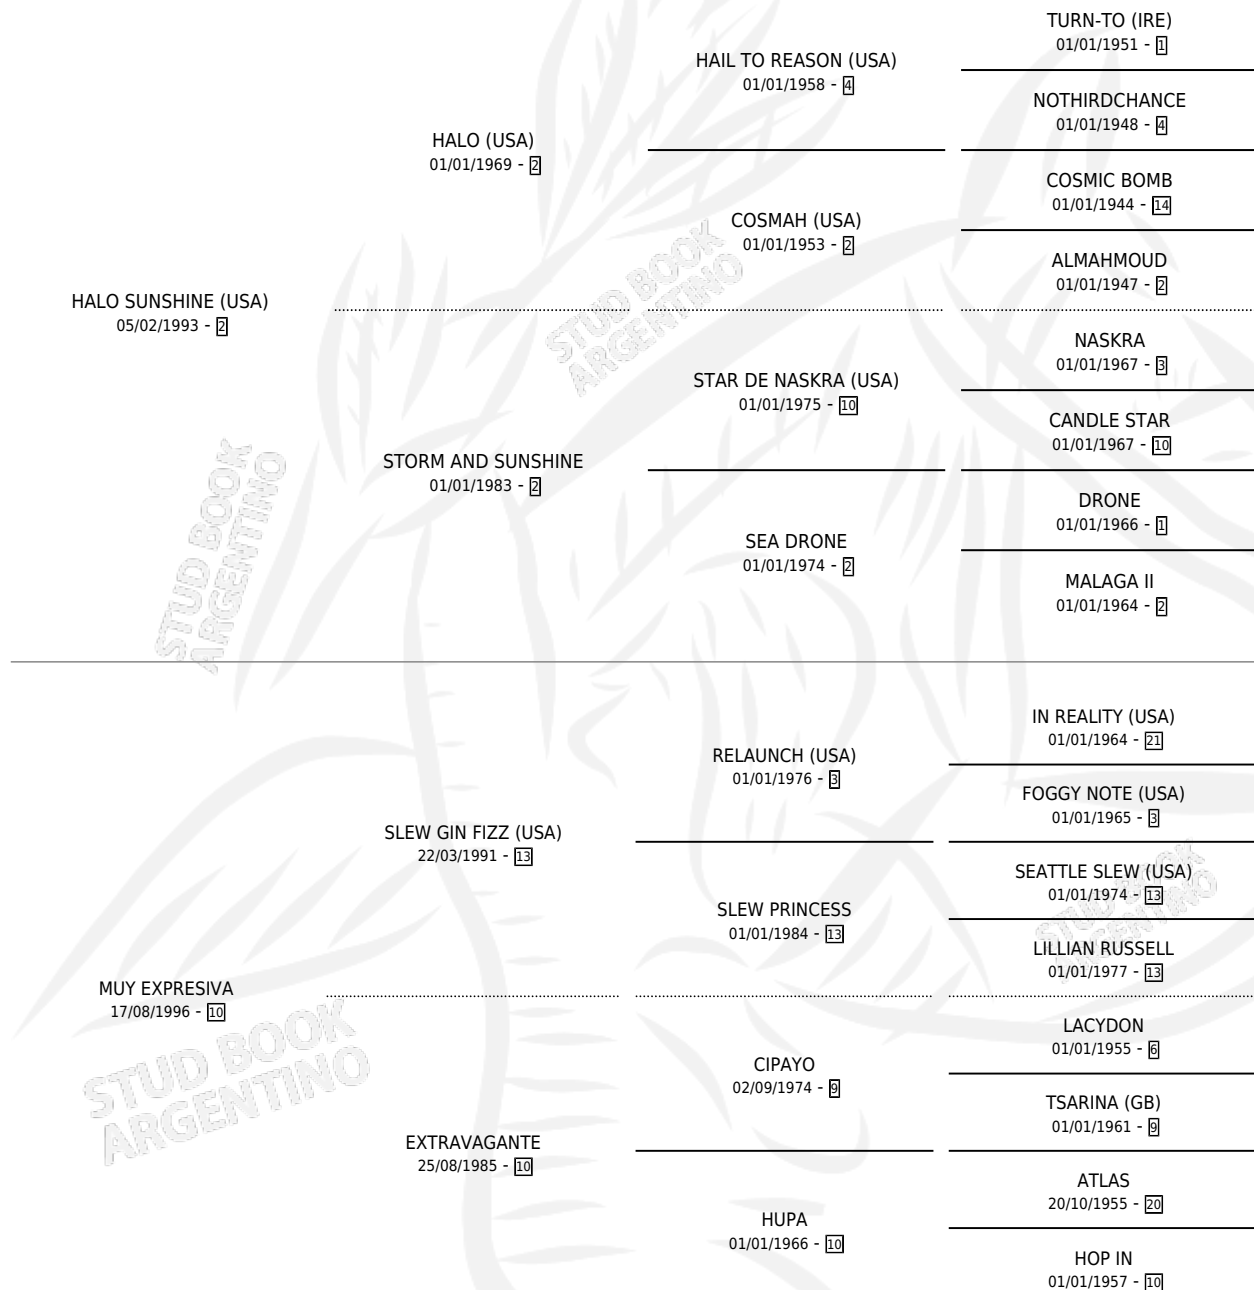 TURN-TO (IRE)
01/01/1951 - 1
HAIL TO REASON (USA)
01/01/1958 - 4
NOTHIRDCHANCE
01/01/1948 - 4
HALO (USA)
01/01/1969 - 2
COSMIC BOMB
01/01/1944 - 14
COSMAH (USA)
01/01/1953 - 2
ALMAHMOUD
01/01/1947 - 2
HALO SUNSHINE (USA)
05/02/1993 - 2
STUD BOOK
ARGENTINO
NASKRA
01/01/1967 - 3
STAR DE NASKRA (USA)
01/01/1975 - 10
CANDLE STAR
01/01/1967 - 10
STORM AND SUNSHINE
01/01/1983 - 2
DRONE
01/01/1966 - 1
SEA DRONE
01/01/1974 - 2
MALAGA II
01/01/1964 - 2
STUD BOOK
ARGENTINO
IN REALITY (USA)
01/01/1964 - 21
RELAUNCH (USA)
01/01/1976 - 3
FOGGY NOTE (USA)
01/01/1965 - 3
SLEW GIN FIZZ (USA)
22/03/1991 - 13
SEATTLE SLEW (USA)
01/01/1974 - 13
STUD BOOK
ARGENTINO
SLEW PRINCESS
01/01/1984 - 13
LILLIAN RUSSELL
01/01/1977 - 13
MUY EXPRESIVA
17/08/1996 - 10
STUD BOOK
ARGENTINO
LACYDON
01/01/1955 - 6
CIPAYO
02/09/1974 - 9
TSARINA (GB)
01/01/1961 - 9
EXTRAVAGANTE
25/08/1985 - 10
ATLAS
20/10/1955 - 20
HUPA
01/01/1966 - 10
HOP IN
01/01/1957 - 10